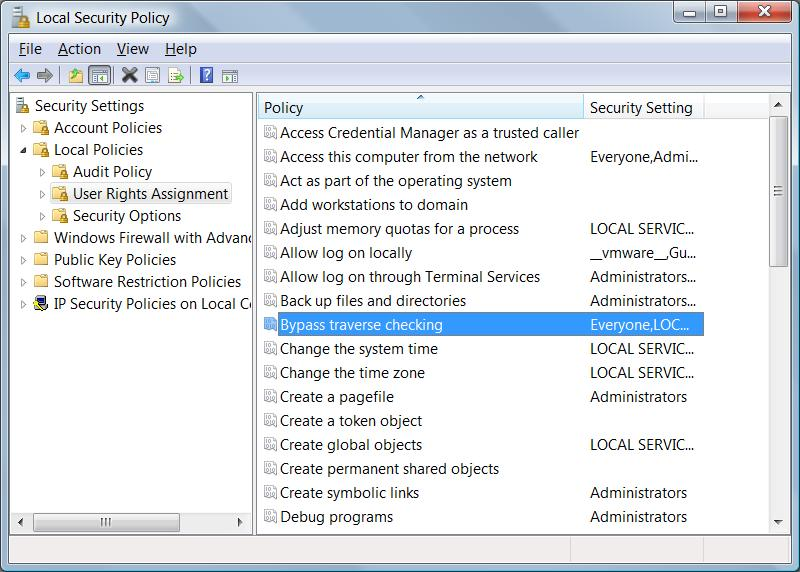 Local Security Policy
File Action View Help
Security Settings
Account Policies
Local Policies
Audit Policy
User Rights Assignment
Security Options
Windows Firewall with Advanc
Public Key Policies
Software Restriction Policies
IP Security Policies on Local Co
Policy Security Setting
Access Credential Manager as a trusted caller
Access this computer from the network Everyone,Admi...
Act as part of the operating system
Add workstations to domain
Adjust memory quotas for a process LOCAL SERVIC...
Allow log on locally __vmware__,Gu...
Allow log on through Terminal Services Administrators...
Back up files and directories Administrators...
Bypass traverse checking Everyone,LOC...
Change the system time LOCAL SERVIC...
Change the time zone LOCAL SERVIC...
Create a pagefile Administrators
Create a token object
Create global objects LOCAL SERVIC...
Create permanent shared objects
Create symbolic links Administrators
Debug programs Administrators